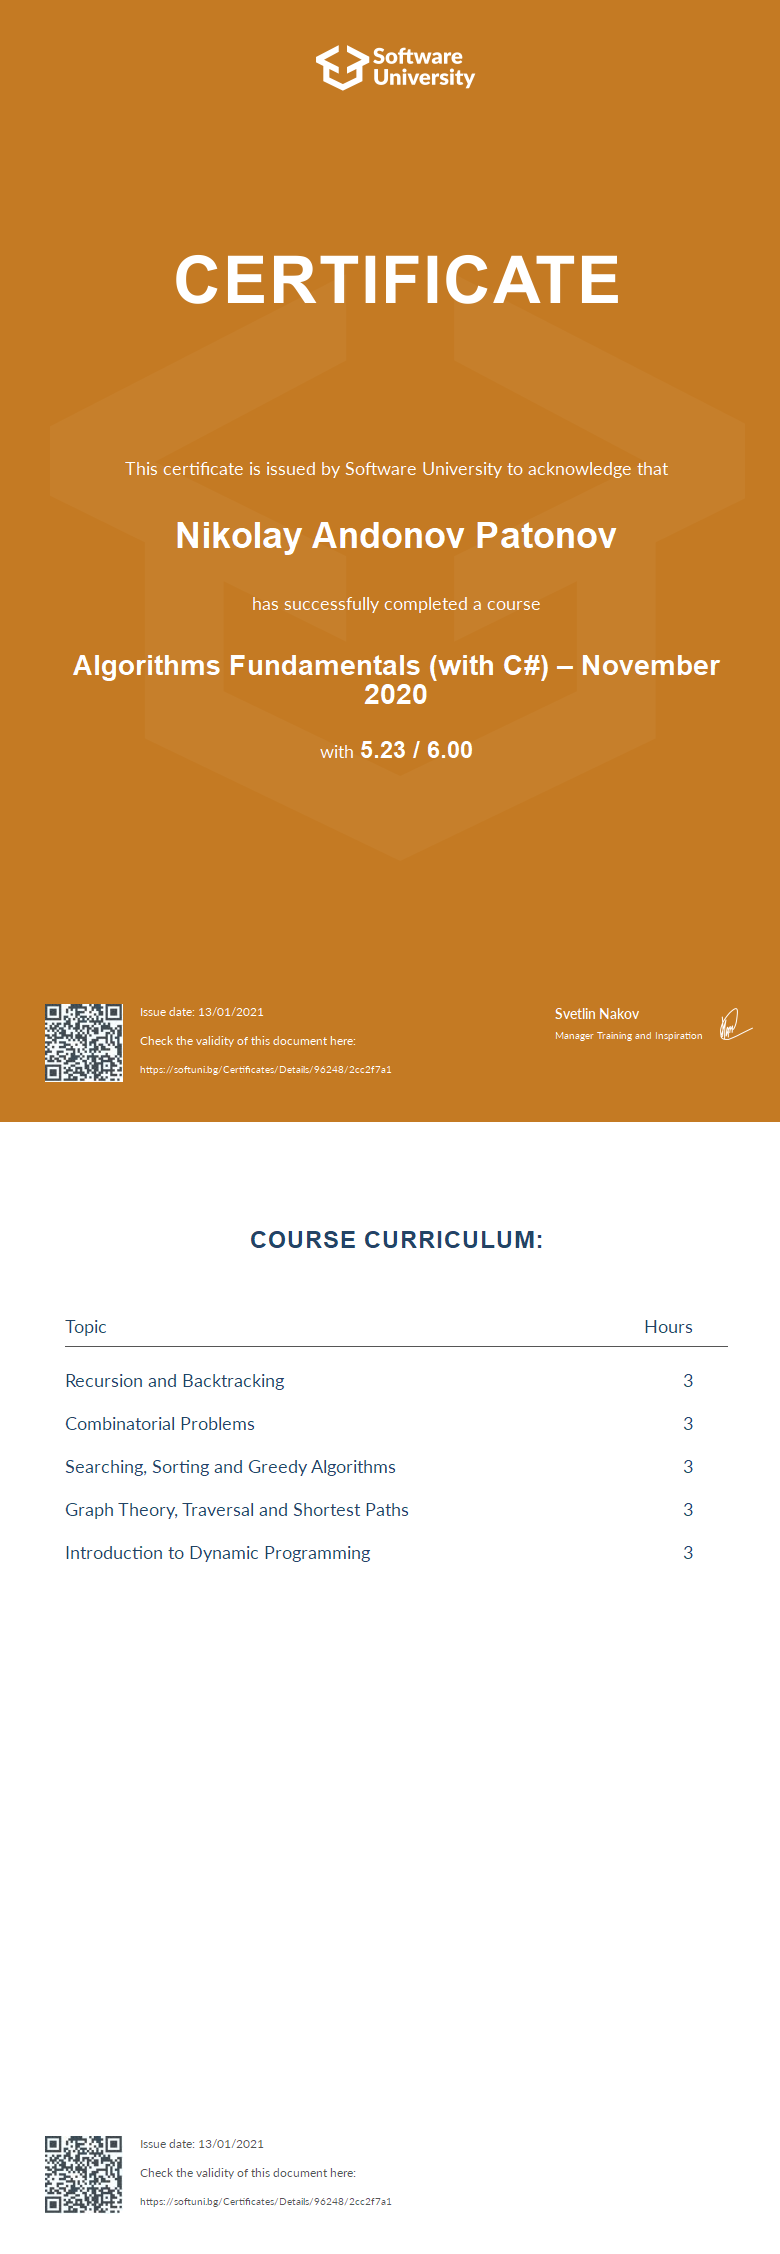 Software
University
CERTIFICATE
This certificate is issued by Software University to acknowledge that
Nikolay Andonov Patonov
has successfully completed a course
Algorithms Fundamentals (with C#) – November
2020
with 5.23 / 6.00
Issue date: 13/01/2021
Check the validity of this document here:
https://softuni.bg/Certificates/Details/96248/2cc2f7a1
Svetlin Nakov
Manager Training and Inspiration
COURSE CURRICULUM:
Topic Hours
Recursion and Backtracking 3
Combinatorial Problems 3
Searching, Sorting and Greedy Algorithms 3
Graph Theory, Traversal and Shortest Paths 3
Introduction to Dynamic Programming 3
Issue date: 13/01/2021
Check the validity of this document here:
https://softuni.bg/Certificates/Details/96248/2cc2f7a1